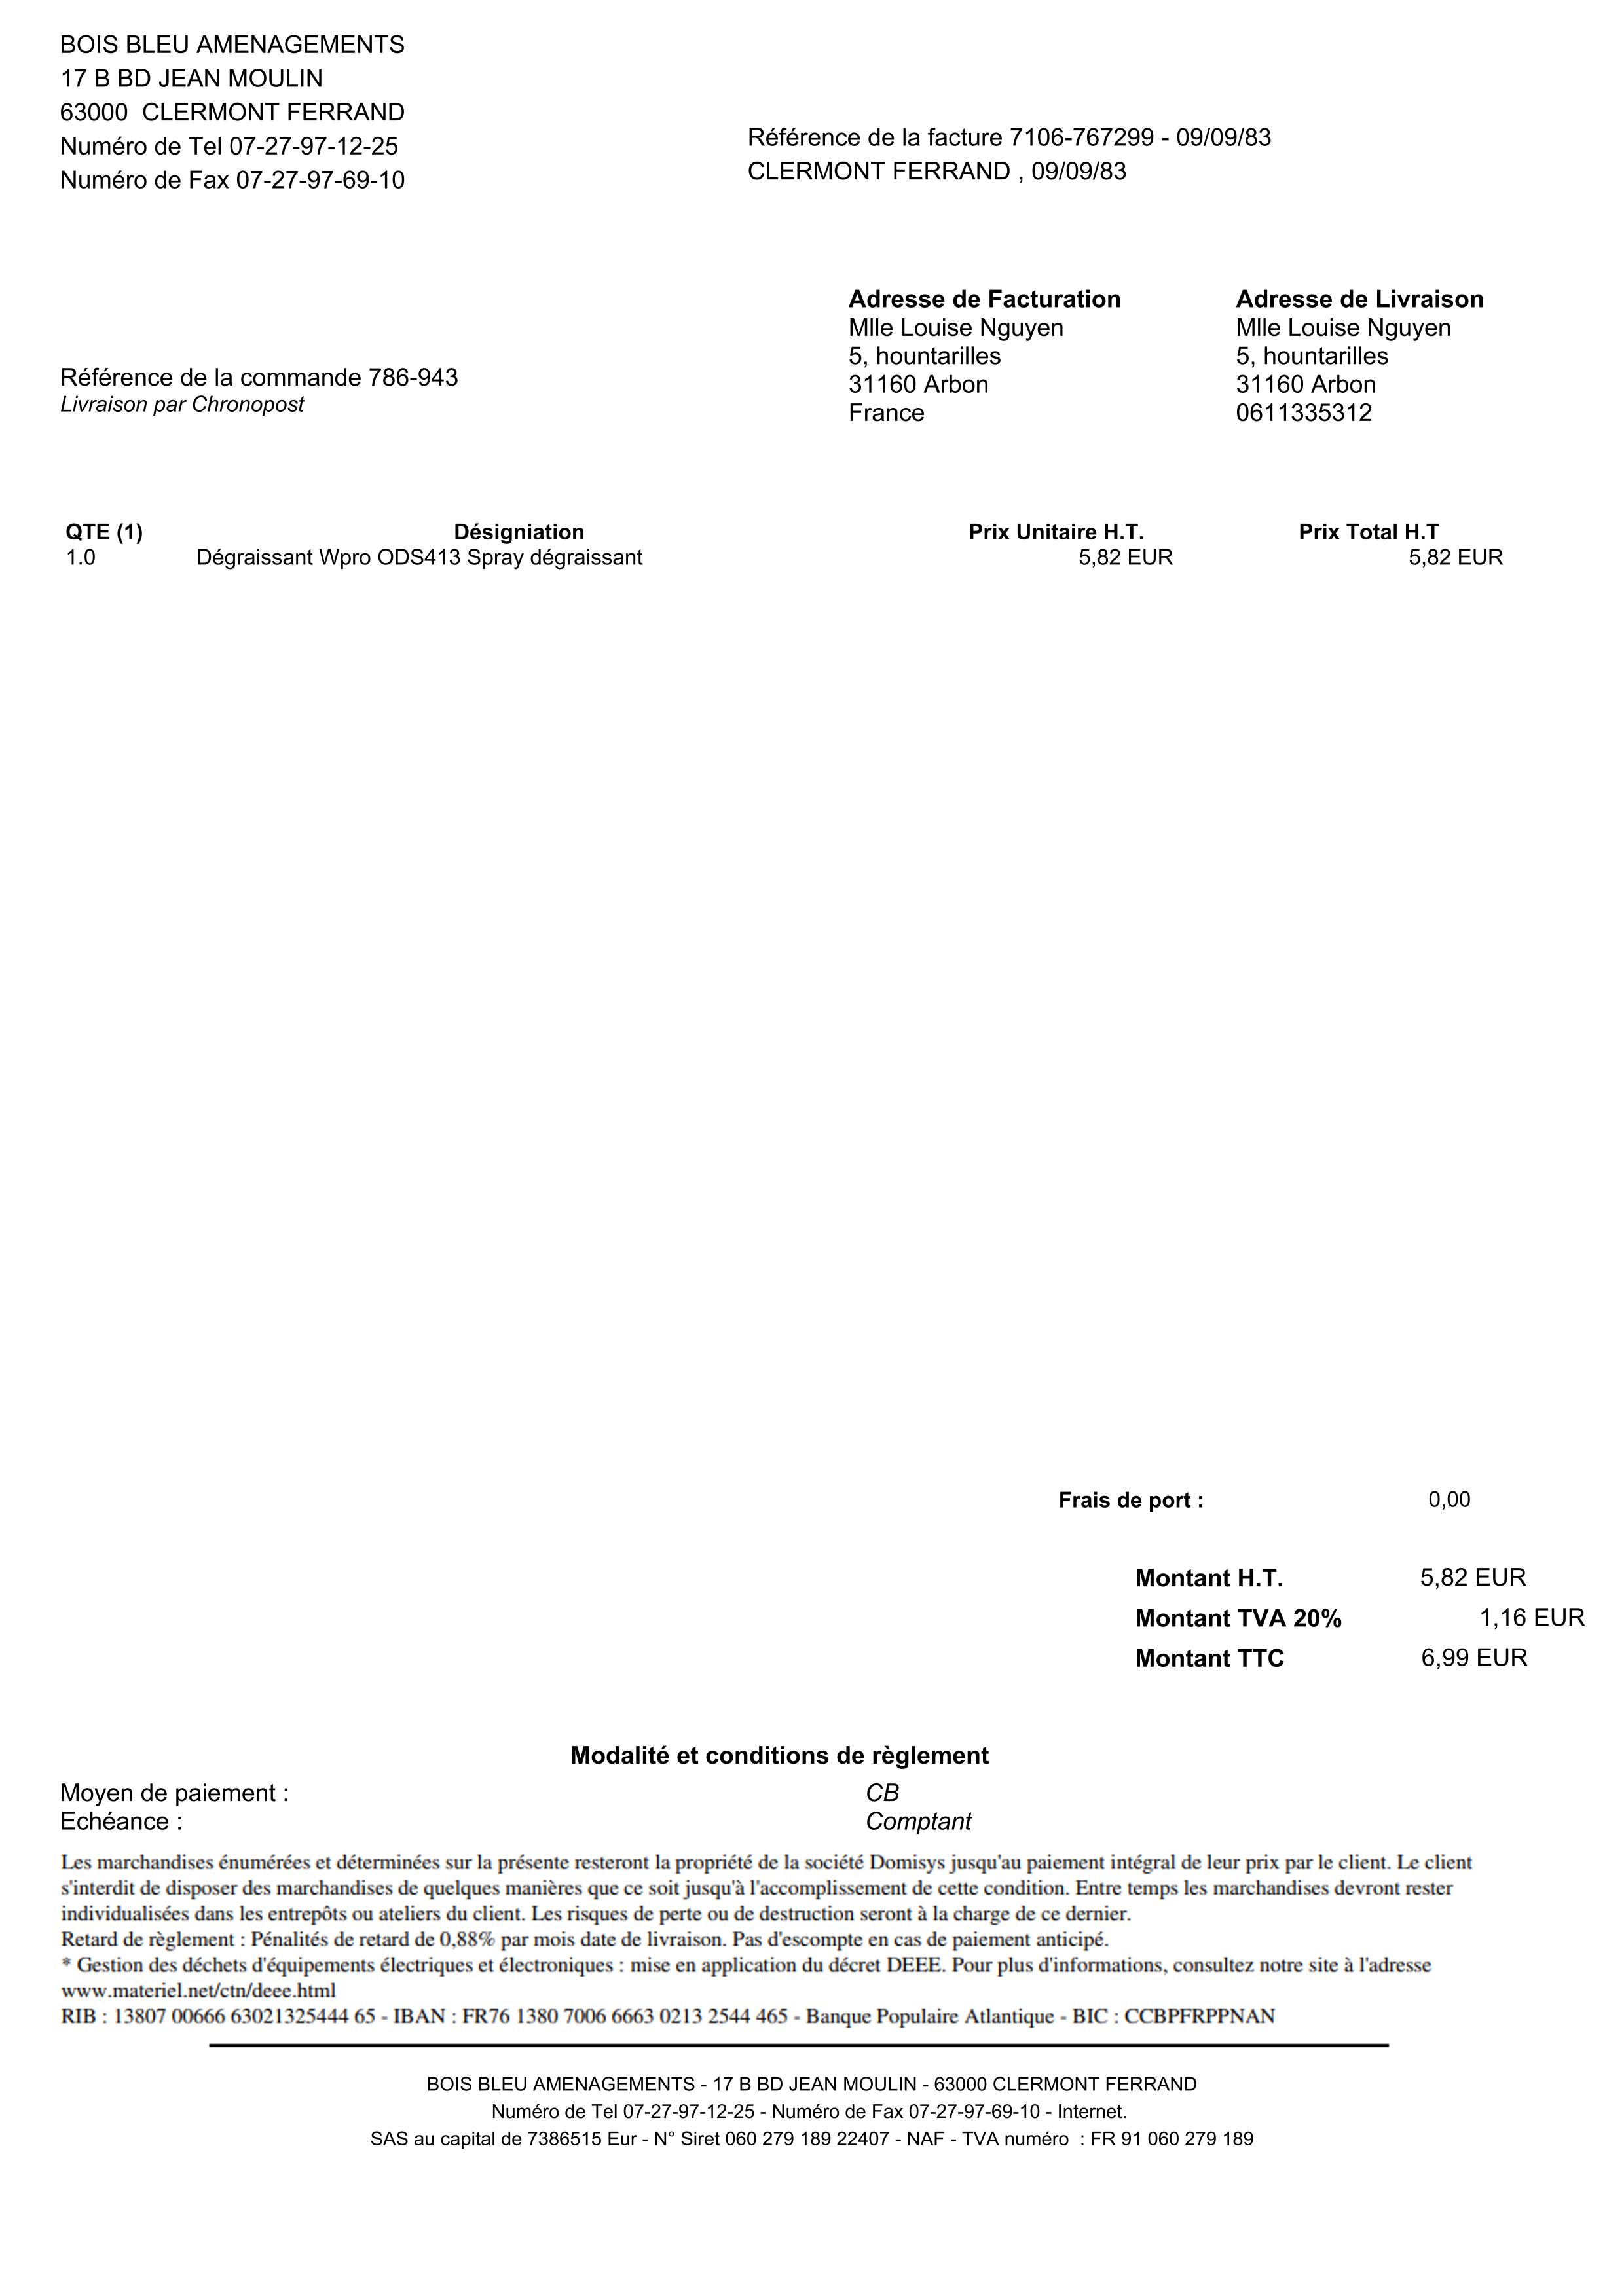 BOIS BLEU AMENAGEMENTS
17 B BD JEAN MOULIN
63000  CLERMONT FERRAND
Numéro de Tel 07-27-97-12-25
Numéro de Fax 07-27-97-69-10
Référence de la facture 7106-767299 - 09/09/83
CLERMONT FERRAND , 09/09/83
Référence de la commande 786-943
Livraison par Chronopost
Adresse de Facturation
Mlle Louise Nguyen
5, hountarilles
31160 Arbon
France
Adresse de Livraison
Mlle Louise Nguyen
5, hountarilles
31160 Arbon
0611335312
QTE (1) Désigniation Prix Unitaire H.T. Prix Total H.T
1.0 Dégraissant Wpro ODS413 Spray dégraissant 5,82 EUR 5,82 EUR
Frais de port : 0,00
Montant H.T. 5,82 EUR
Montant TVA 20% 1,16 EUR
Montant TTC 6,99 EUR
Modalité et conditions de règlement
Moyen de paiement : CB
Echéance : Comptant
Les marchandises énumérées et déterminées sur la présente resteront la propriété de la société Domisys jusqu'au paiement intégral de leur prix par le client. Le client
s'interdit de disposer des marchandises de quelques manières que ce soit jusqu'à l'accomplissement de cette condition. Entre temps les marchandises devront rester
individualisées dans les entrepôts ou ateliers du client. Les risques de perte ou de destruction seront à la charge de ce dernier.
Retard de règlement : Pénalités de retard de 0,88% par mois date de livraison. Pas d'escompte en cas de paiement anticipé.
* Gestion des déchets d'équipements électriques et électroniques : mise en application du décret DEEE. Pour plus d'informations, consultez notre site à l'adresse
www.materiel.net/ctn/deee.html
RIB : 13807 00666 63021325444 65 - IBAN : FR76 1380 7006 6663 0213 2544 465 - Banque Populaire Atlantique - BIC : CCBPFRPPNAN
BOIS BLEU AMENAGEMENTS - 17 B BD JEAN MOULIN - 63000 CLERMONT FERRAND
Numéro de Tel 07-27-97-12-25 - Numéro de Fax 07-27-97-69-10 - Internet.
SAS au capital de 7386515 Eur - N° Siret 060 279 189 22407 - NAF - TVA numéro  : FR 91 060 279 189